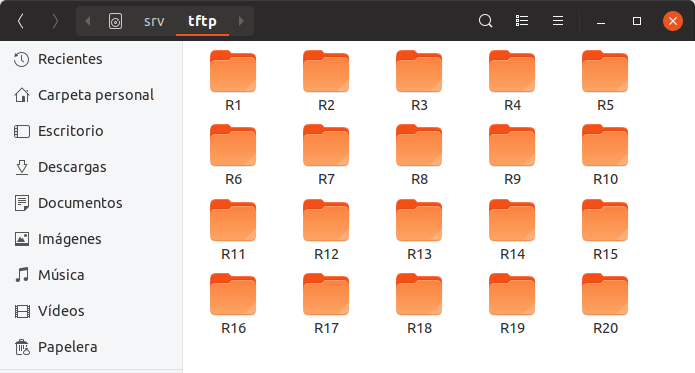 srv tftp
Recientes
Carpeta personal
Escritorio
Descargas
Documentos
Imágenes
Música
Vídeos
Papelera
R1 R2 R3 R4 R5
R6 R7 R8 R9 R10
R11 R12 R13 R14 R15
R16 R17 R18 R19 R20